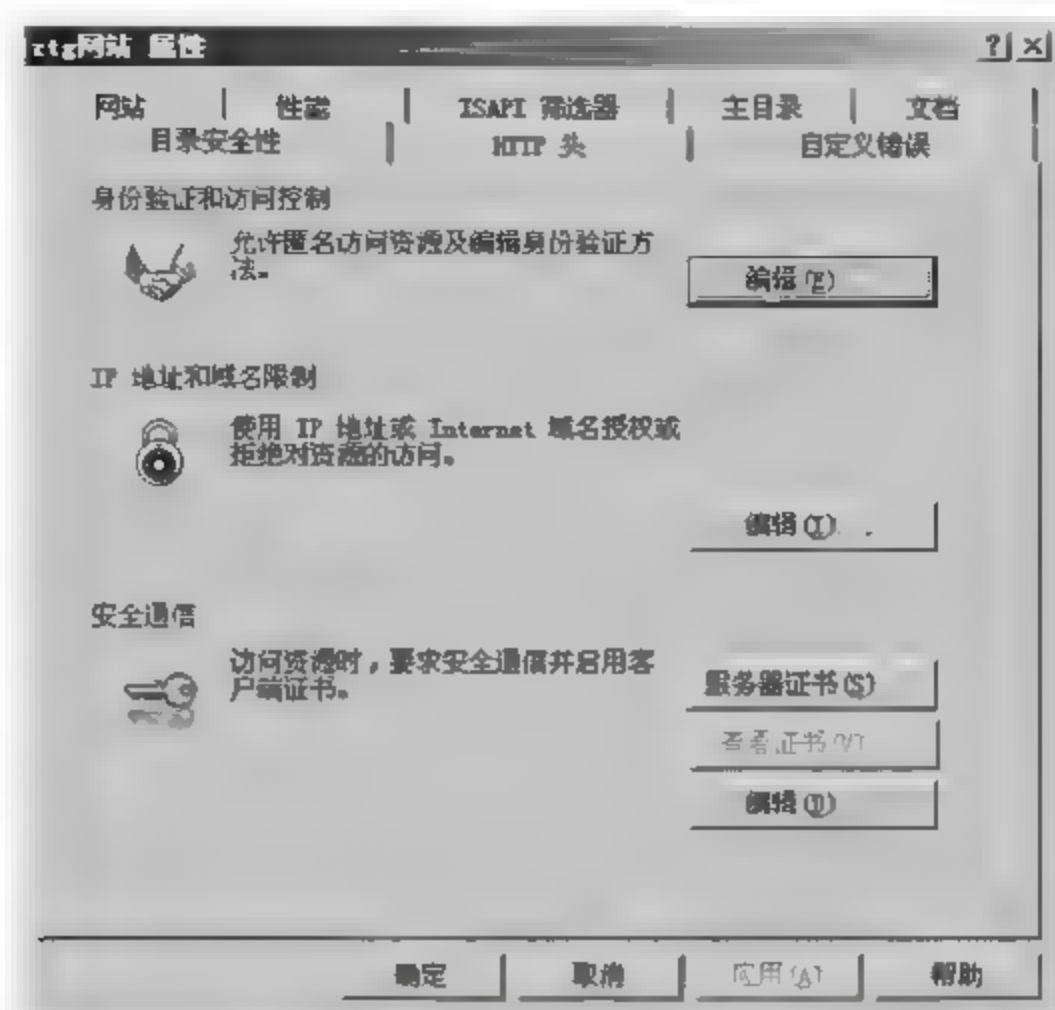 rtg网站 属性
网站 性能 ISAPI 筛选器 主目录 文档
目录安全性 HTTP 头 自定义错误
身份验证和访问控制
允许匿名访问资源及编辑身份验证方
法。
编辑(E)
IP 地址和域名限制
使用 IP 地址或 Internet 域名授权或
拒绝对资源的访问。
编辑(I)
安全通信
访问资源时，要求安全通信并启用客
户端证书。
服务器证书(S)
查看证书(V)
编辑(D)
确定 取消 应用(A) 帮助